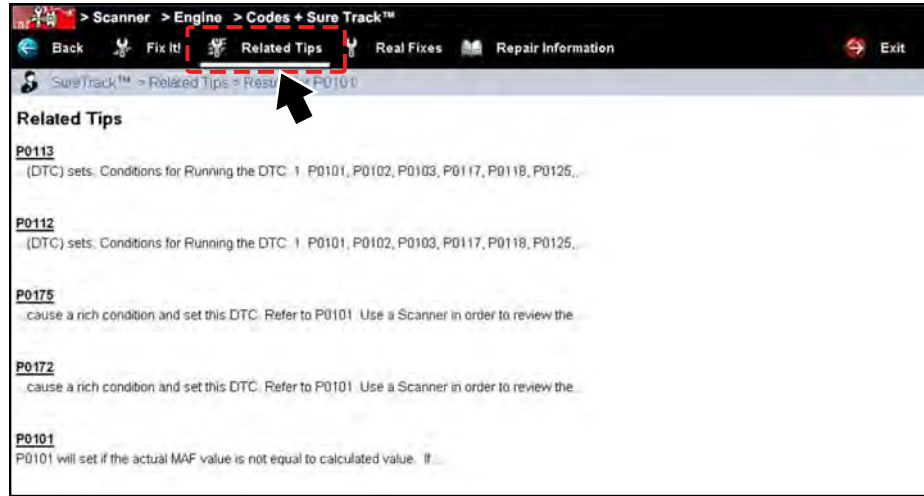 > Scanner > Engine > Codes + Sure Track™
Back Fix It! Related Tips Real Fixes Repair Information Exit
SureTrack™ > Related Tips > P0101
Related Tips
P0113
(DTC) sets. Conditions for Running the DTC. 1. P0101, P0102, P0103, P0117, P0118, P0125,...
P0112
(DTC) sets. Conditions for Running the DTC. 1. P0101, P0102, P0103, P0117, P0118, P0125,...
P0175
...cause a rich condition and set this DTC. Refer to P0101. Use a Scanner in order to review the...
P0172
...cause a rich condition and set this DTC. Refer to P0101. Use a Scanner in order to review the...
P0101
P0101 will set if the actual MAF value is not equal to calculated value. If...